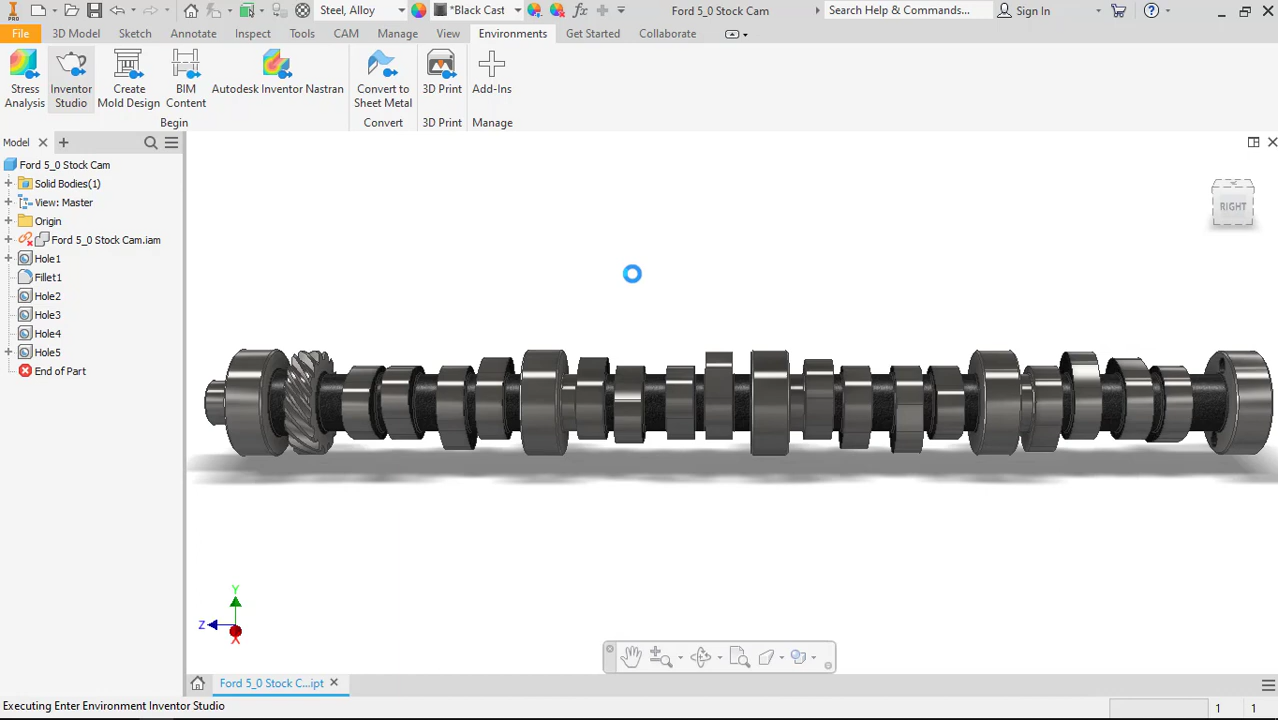 PRO
Steel, Alloy
*Black Cast
Ford 5_0 Stock Cam
Search Help & Commands...
Sign In
File
3D Model
Sketch
Annotate
Inspect
Tools
CAM
Manage
View
Environments
Get Started
Collaborate
Stress Analysis
Inventor Studio
Create Mold Design
BIM Content
Autodesk Inventor Nastran
Convert to Sheet Metal
3D Print
Add-Ins
Begin
Convert
3D Print
Manage
Model
Ford 5_0 Stock Cam
Solid Bodies(1)
View: Master
Origin
Ford 5_0 Stock Cam.iam
Hole1
Fillet1
Hole2
Hole3
Hole4
Hole5
End of Part
RIGHT
Y
Z
X
Ford 5_0 Stock C...ipt
Executing Enter Environment Inventor Studio
1
1